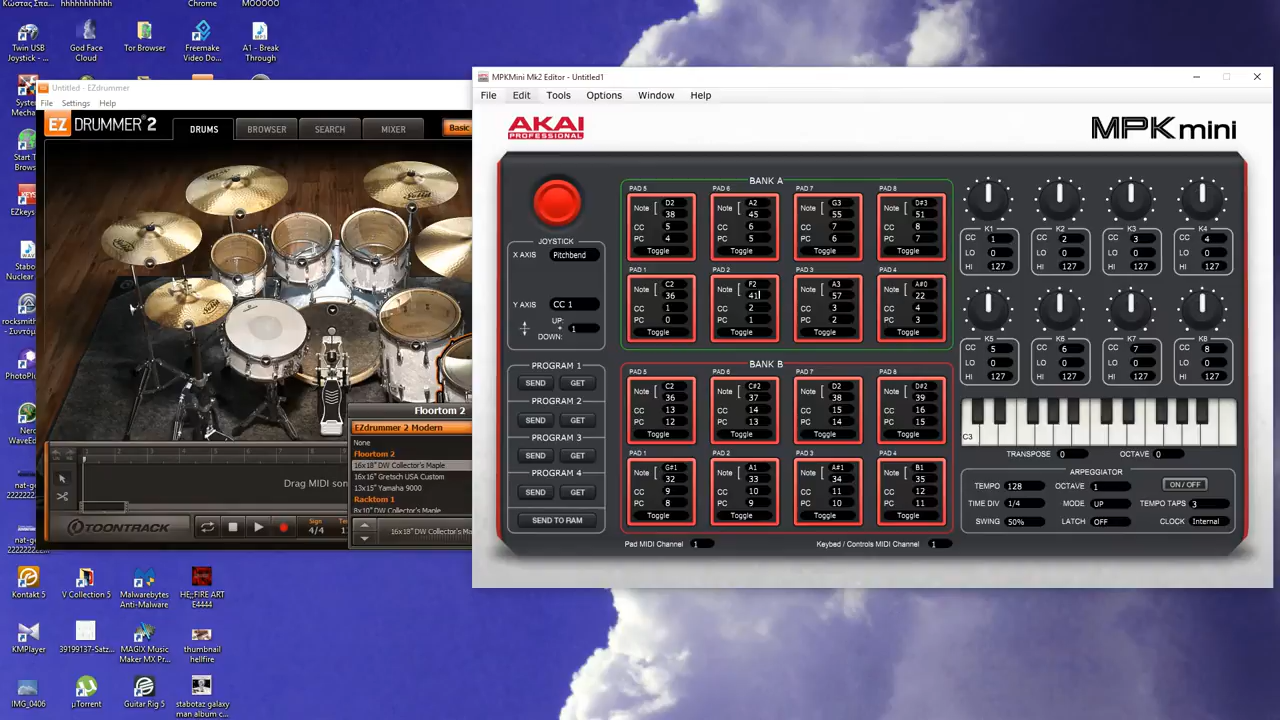 Κώστας Σπα...
hhhhhhhhhh
Chrome
MOOOOO
Twin USB Joystick -...
God Face Cloud
Tor Browser
Freemake Video Do...
A1 - Break Through
Untitled - EZdrummer
File Settings Help
EZ DRUMMER 2
DRUMS BROWSER SEARCH MIXER Basic
Floortom 2
EZdrummer 2 Modern
None
Floortom 2
16x18" DW Collector's Maple
16x16" Gretsch USA Custom
13x15" Yamaha 9000
Racktom 1
8x10" DW Collector's Maple
16x18" DW Collector's Ma
Drag MIDI son
TOONTRACK
Sign
4/4
MPKMini Mk2 Editor - Untitled1
File Edit Tools Options Window Help
AKAI
PROFESSIONAL
MPK mini
JOYSTICK
X AXIS Pitchbend
Y AXIS CC 1
UP:
DOWN: 1
PROGRAM 1
SEND GET
PROGRAM 2
SEND GET
PROGRAM 3
SEND GET
PROGRAM 4
SEND GET
SEND TO RAM
BANK A
PAD 5 PAD 6 PAD 7 PAD 8
D2 A2 G3 D#3
Note 38 Note 45 Note 55 Note 51
CC 5 CC 6 CC 7 CC 8
PC 4 PC 5 PC 6 PC 7
Toggle Toggle Toggle Toggle
PAD 1 PAD 2 PAD 3 PAD 4
C2 F2 A3 A#0
Note 36 Note 41 Note 57 Note 22
CC 1 CC 2 CC 3 CC 4
PC 0 PC 1 PC 2 PC 3
Toggle Toggle Toggle Toggle
BANK B
PAD 5 PAD 6 PAD 7 PAD 8
C2 C#2 D2 D#2
Note 36 Note 37 Note 38 Note 39
CC 13 CC 14 CC 15 CC 16
PC 12 PC 13 PC 14 PC 15
Toggle Toggle Toggle Toggle
PAD 1 PAD 2 PAD 3 PAD 4
G#1 A1 A#1 B1
Note 32 Note 33 Note 34 Note 35
CC 9 CC 10 CC 11 CC 12
PC 8 PC 9 PC 10 PC 11
Toggle Toggle Toggle Toggle
Pad MIDI Channel 1 Keybed / Controls MIDI Channel 1
K1 K2 K3 K4
CC 1 CC 2 CC 3 CC 4
LO 0 LO 0 LO 0 LO 0
HI 127 HI 127 HI 127 HI 127
K5 K6 K7 K8
CC 5 CC 6 CC 7 CC 8
LO 0 LO 0 LO 0 LO 0
HI 127 HI 127 HI 127 HI 127
C3
TRANSPOSE 0 OCTAVE 0
ARPEGGIATOR
TEMPO 128 OCTAVE 1 ON / OFF
TIME DIV 1/4 MODE UP TEMPO TAPS 3
SWING 50% LATCH OFF CLOCK Internal
Kontakt 5
V Collection 5
Malwarebytes Anti-Malware
HE;;FIRE ART E4444
KMPlayer
39199137-Satz...
MAGIX Music Maker MX Pr...
thumbnail hellfire
IMG_0406
µTorrent
Guitar Rig 5
stabotaz galaxy man album c...